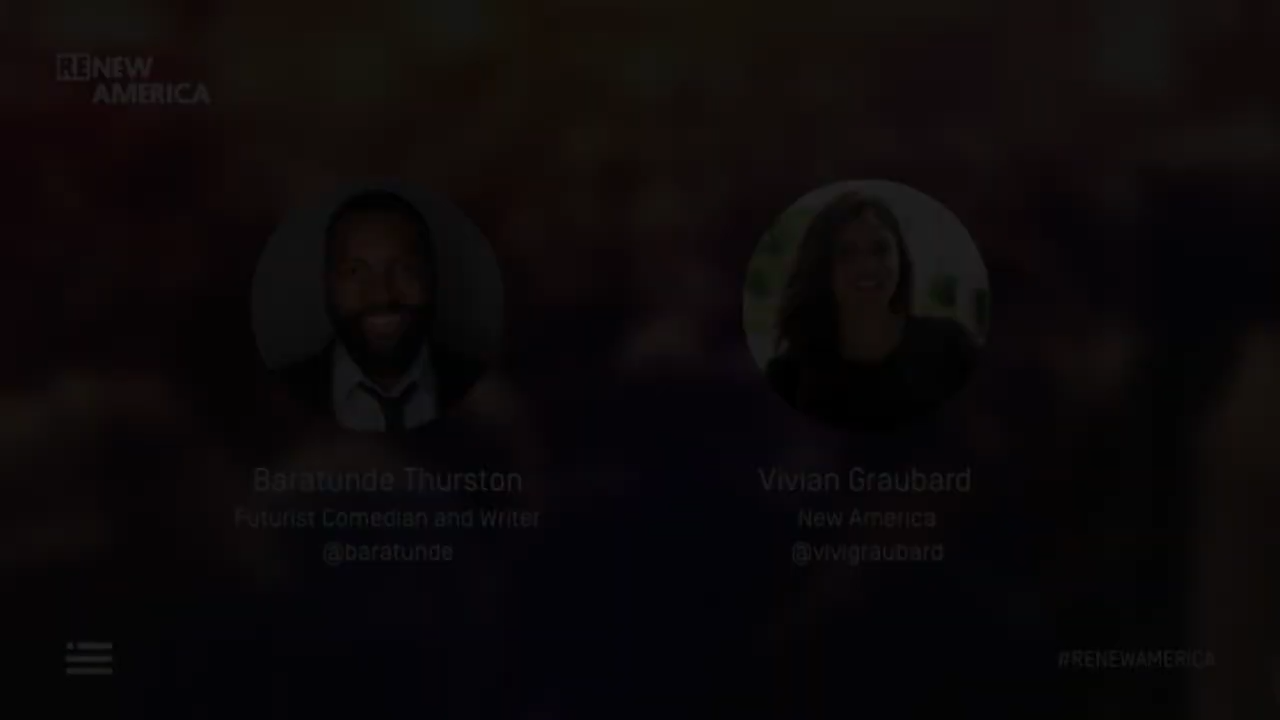 RENEW
AMERICA
Baratunde Thurston
Futurist Comedian and Writer
@baratunde
Vivian Graubard
New America
@vivigraubard
#RENEWAMERICA